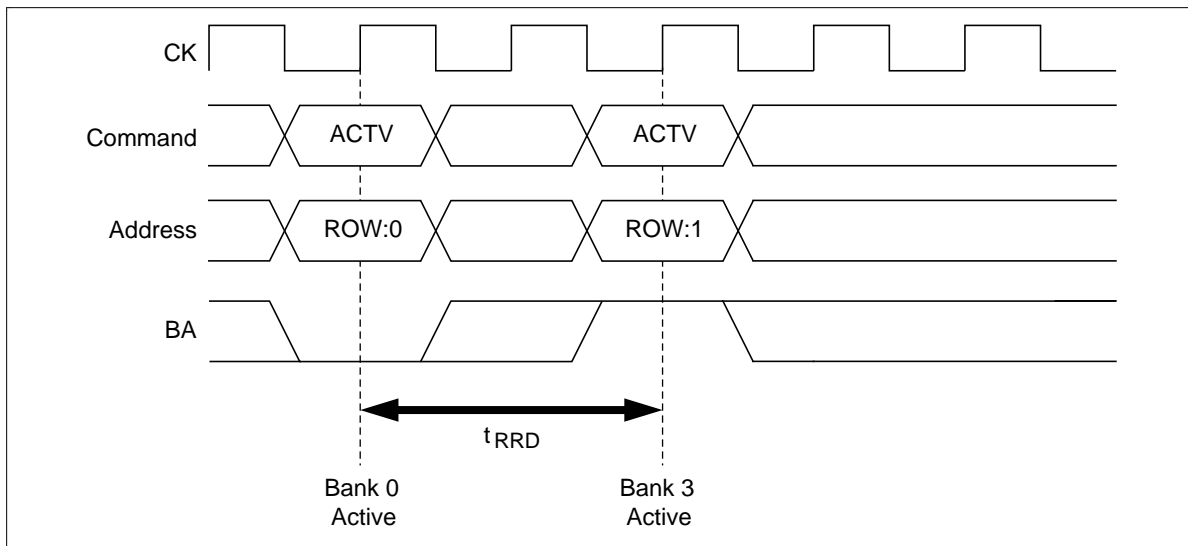 CK
Command
ACTV
ACTV
Address
ROW:0
ROW:1
BA
tRRD
Bank 0
Active
Bank 3
Active